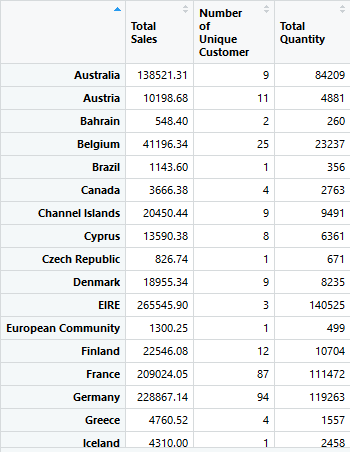 Total Sales Number of Unique Customer Total Quantity
Australia 138521.31 9 84209
Austria 10198.68 11 4881
Bahrain 548.40 2 260
Belgium 41196.34 25 23237
Brazil 1143.60 1 356
Canada 3666.38 4 2763
Channel Islands 20450.44 9 9491
Cyprus 13590.38 8 6361
Czech Republic 826.74 1 671
Denmark 18955.34 9 8235
EIRE 265545.90 3 140525
European Community 1300.25 1 499
Finland 22546.08 12 10704
France 209024.05 87 111472
Germany 228867.14 94 119263
Greece 4760.52 4 1557
Iceland 4310.00 1 2458